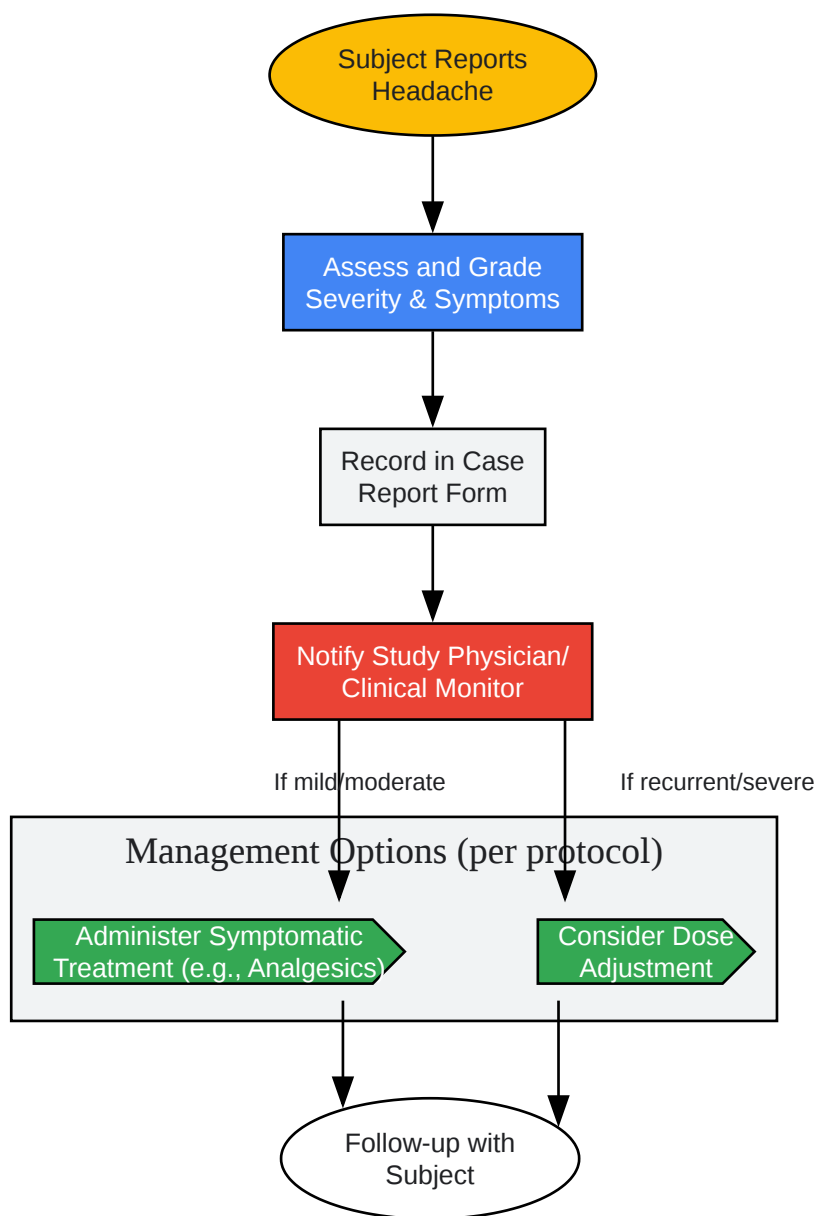 Subject Reports
Headache
Assess and Grade
Severity & Symptoms
Record in Case
Report Form
Notify Study Physician/
Clinical Monitor
If mild/moderate
If recurrent/severe
Management Options (per protocol)
Administer Symptomatic
Treatment (e.g., Analgesics)
Consider Dose
Adjustment
Follow-up with
Subject